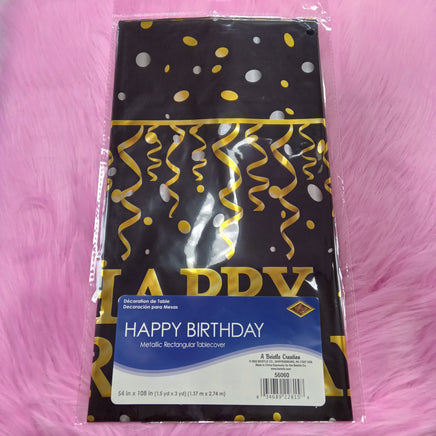 HAPPY
Décoration de Table
Decoración para Mesas
HAPPY BIRTHDAY
Metallic Rectangular Tablecover
54 in x 108 in (1.5 yd x 3 yd) (1.37 m x 2.74 m)
A Beistle Creation
56060